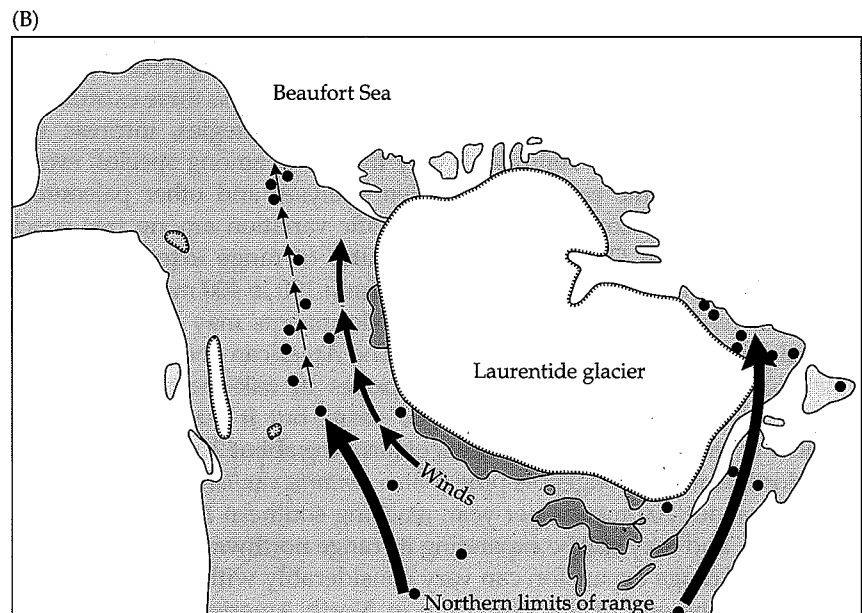 (B)
Beaufort Sea
Laurentide glacier
Winds
Northern limits of range